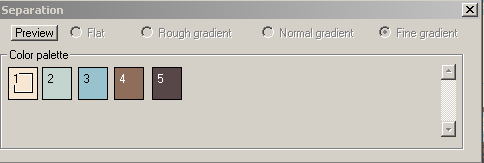 Separation
Preview Flat Rough gradient Normal gradient Fine gradient
Color palette
1 2 3 4 5